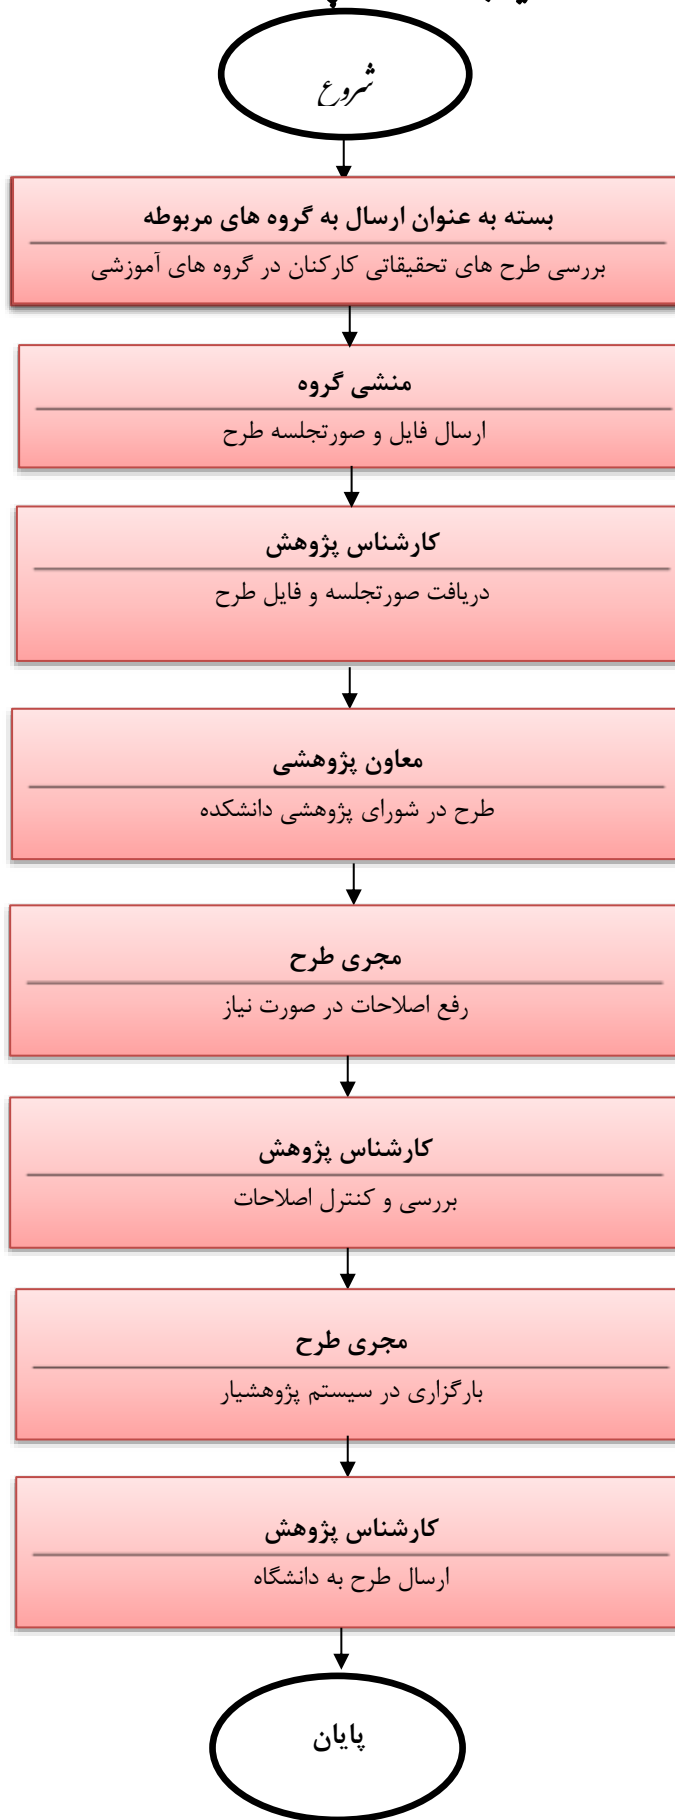 شروع
بسته به عنوان ارسال به گروه های مربوطه
بررسی طرح های تحقیقاتی کارکنان در گروه های آموزشی
منشی گروه
ارسال فایل و صورتجلسه طرح
کارشناس پژوهش
دریافت صورتجلسه و فایل طرح
معاون پژوهشی
طرح در شورای پژوهشی دانشکده
مجری طرح
رفع اصلاحات در صورت نیاز
کارشناس پژوهش
بررسی و کنترل اصلاحات
مجری طرح
بارگزاری در سیستم پژوهشیار
کارشناس پژوهش
ارسال طرح به دانشگاه
پایان